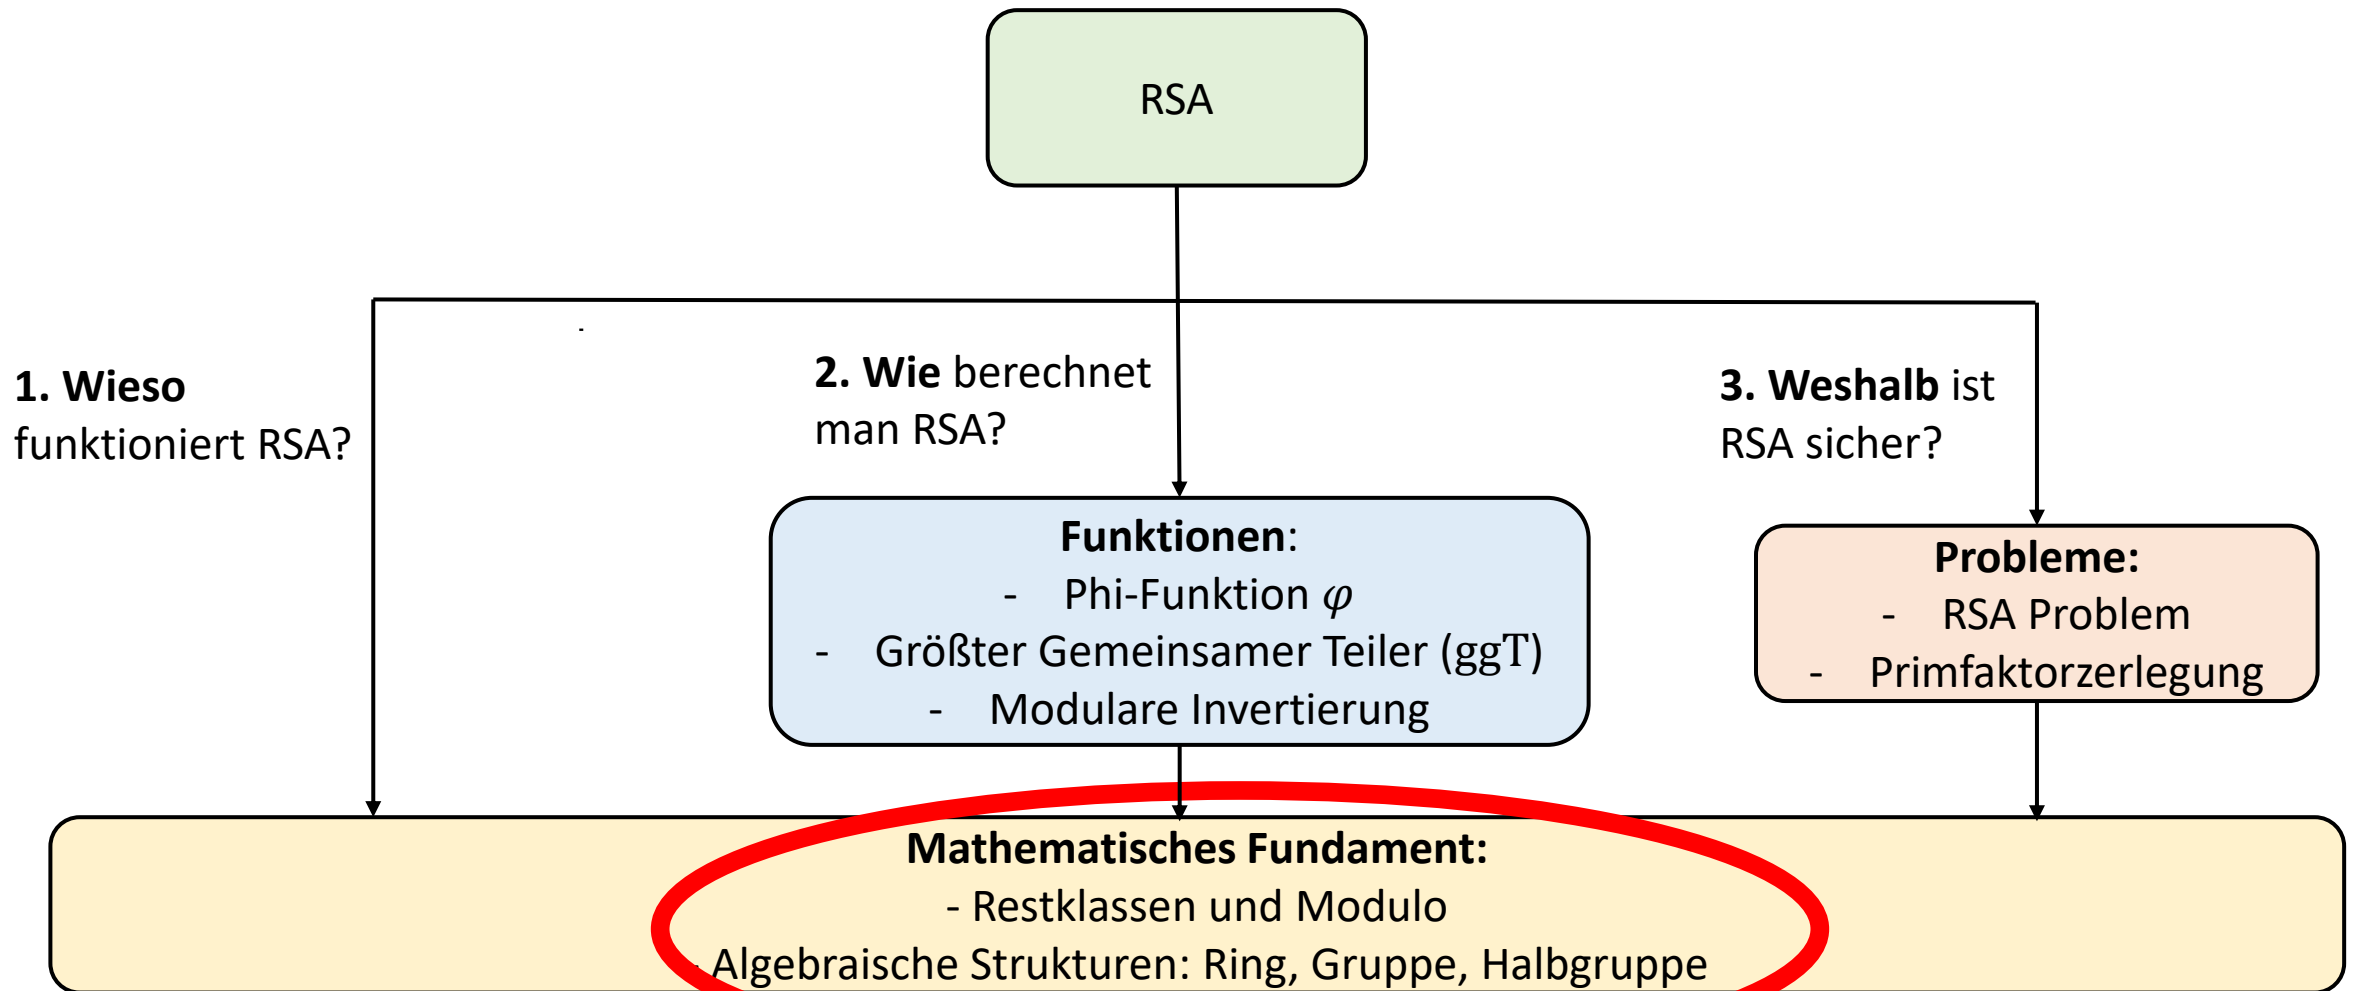 RSA
1. Wieso
funktioniert RSA?
2. Wie berechnet
man RSA?
3. Weshalb ist
RSA sicher?
Funktionen:
- Phi-Funktion φ
- Größter Gemeinsamer Teiler (ggT)
- Modulare Invertierung
Probleme:
- RSA Problem
- Primfaktorzerlegung
Mathematisches Fundament:
- Restklassen und Modulo
- Algebraische Strukturen: Ring, Gruppe, Halbgruppe